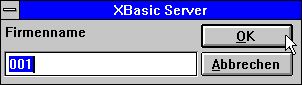 XBasic Server
Firmenname
OK
001
Abbrechen